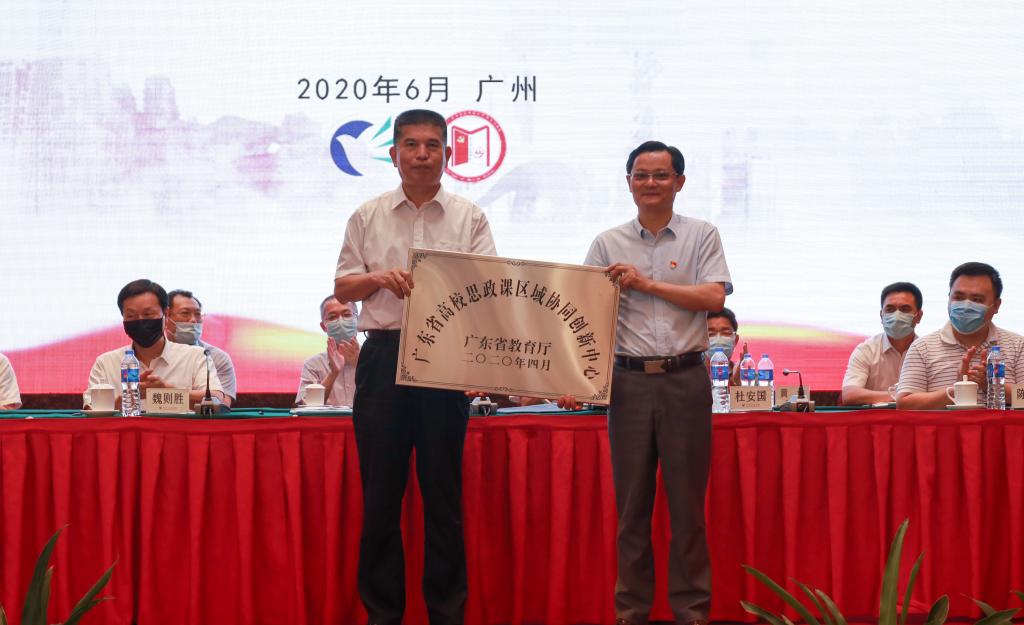 2020年6月 广州
广东省高校思政课区域协同创新中心
广东省教育厅
二〇二〇年四月
魏则胜
杜安国
黄
陈